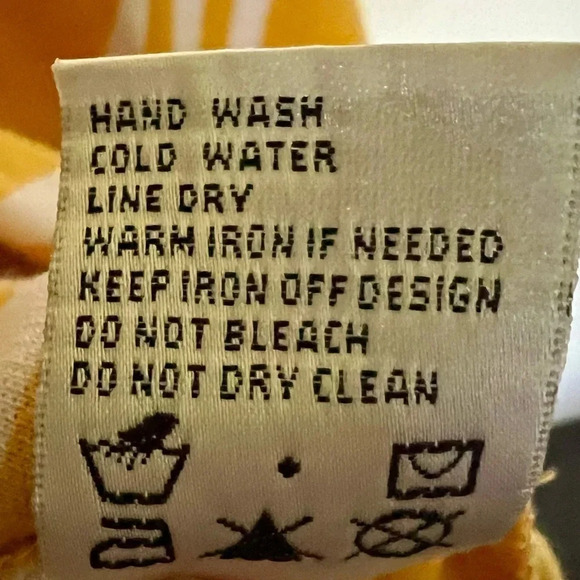 HAND WASH
COLD WATER
LINE DRY
WARM IRON IF NEEDED
KEEP IRON OFF DESIGN
DO NOT BLEACH
DO NOT DRY CLEAN